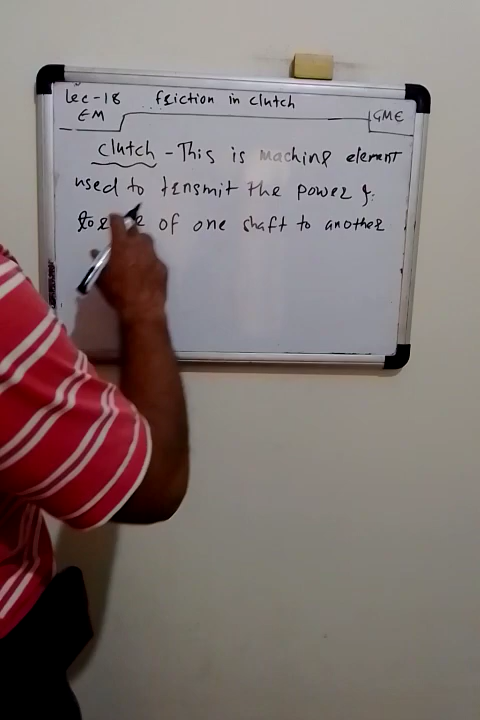 Lec-18 friction in clutch
EM GME
clutch - This is machine element
used to tensmit the power &
of one shaft to another